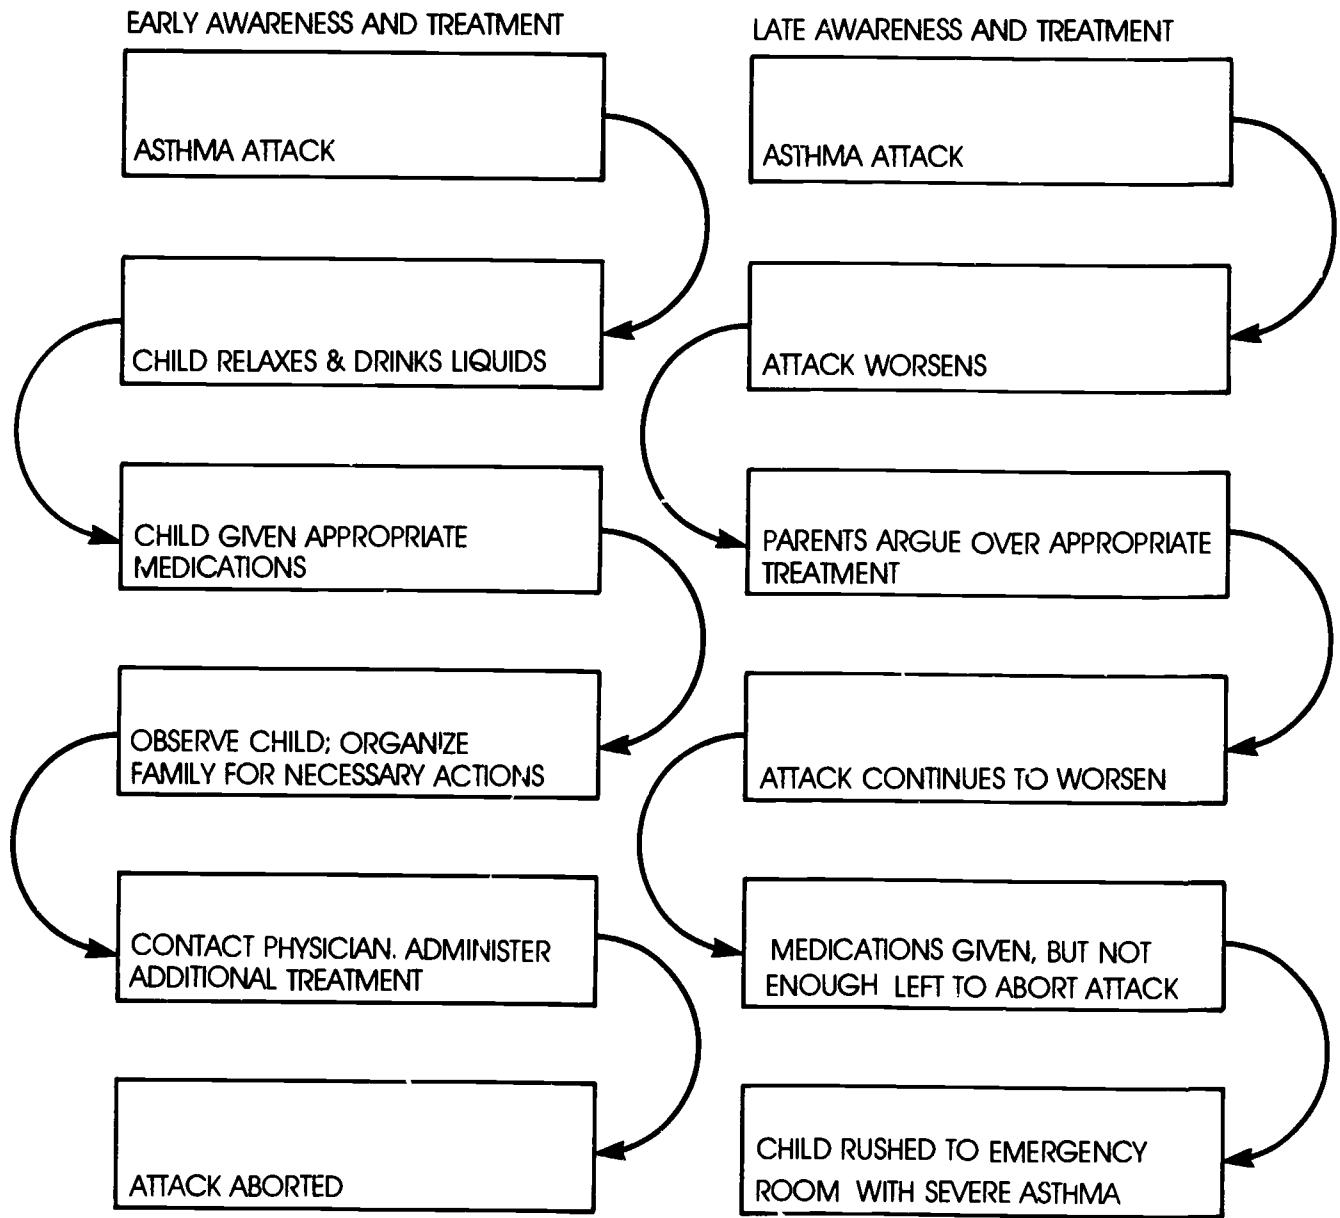 EARLY AWARENESS AND TREATMENT
ASTHMA ATTACK
CHILD RELAXES & DRINKS LIQUIDS
CHILD GIVEN APPROPRIATE
MEDICATIONS
OBSERVE CHILD; ORGANIZE
FAMILY FOR NECESSARY ACTIONS
CONTACT PHYSICIAN. ADMINISTER
ADDITIONAL TREATMENT
ATTACK ABORTED
LATE AWARENESS AND TREATMENT
ASTHMA ATTACK
ATTACK WORSENS
PARENTS ARGUE OVER APPROPRIATE
TREATMENT
ATTACK CONTINUES TO WORSEN
MEDICATIONS GIVEN, BUT NOT
ENOUGH LEFT TO ABORT ATTACK
CHILD RUSHED TO EMERGENCY
ROOM WITH SEVERE ASTHMA